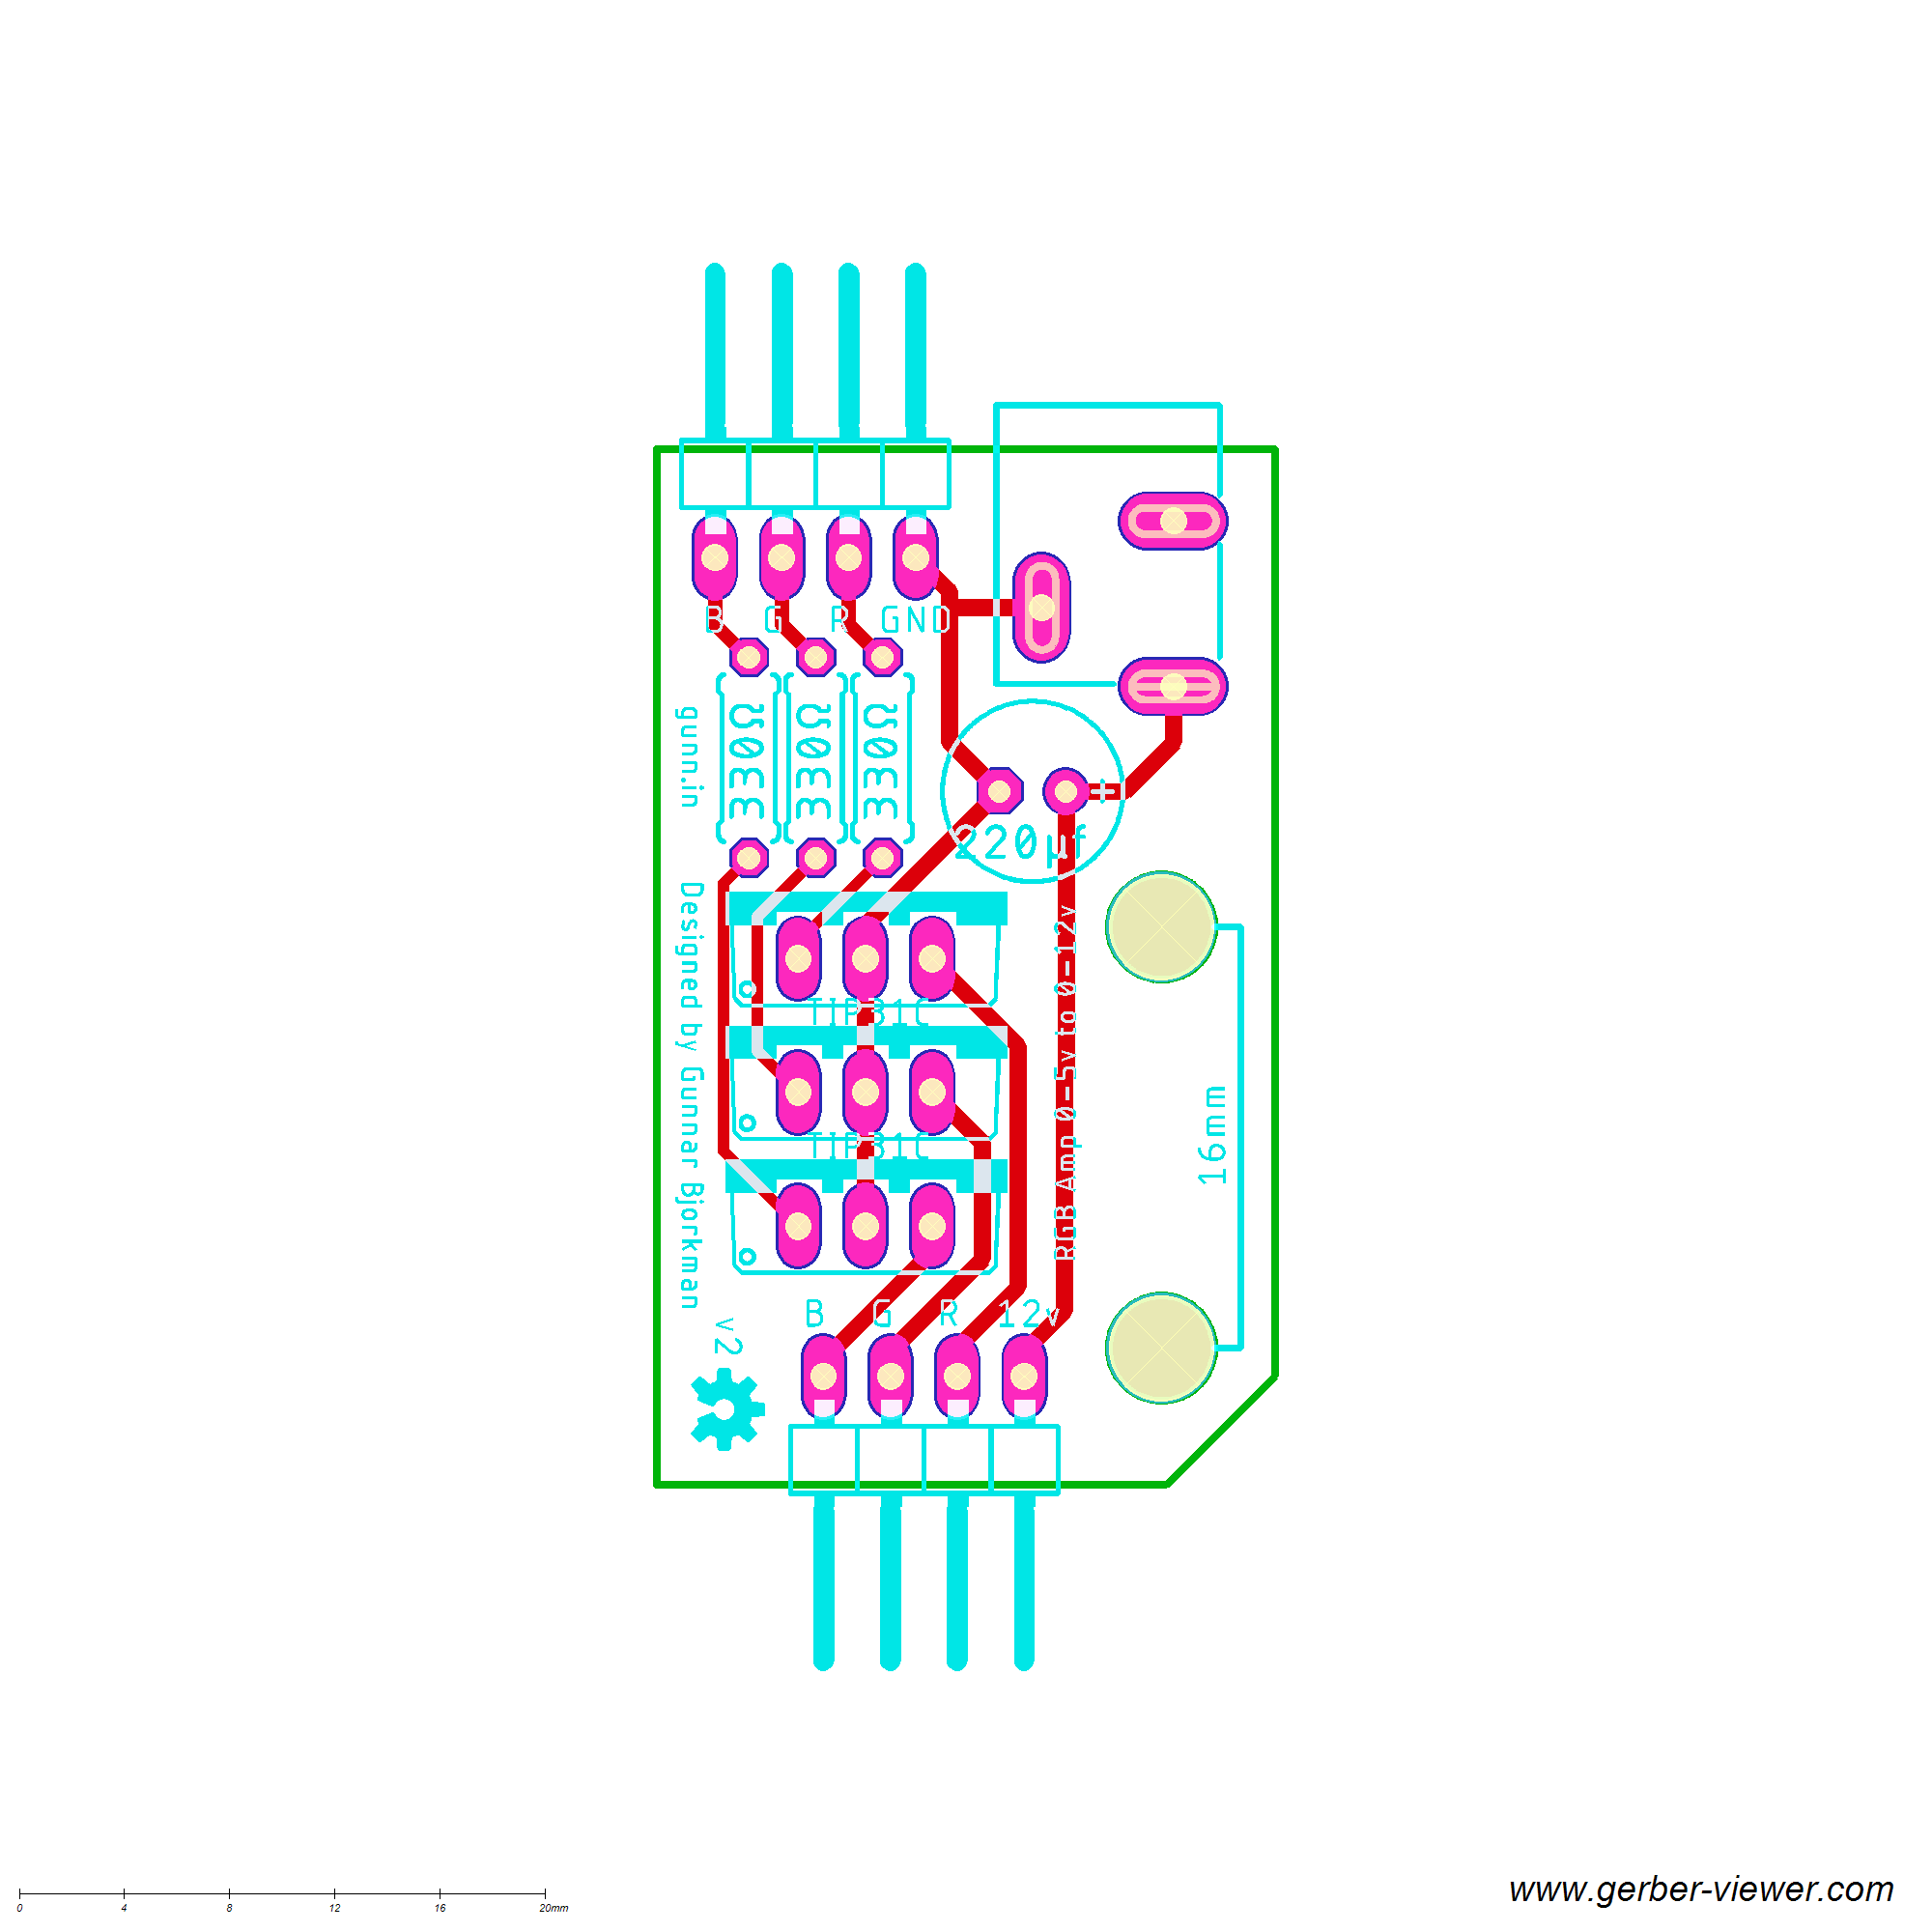 B G R GND
330Ω
330Ω
330Ω
gunn.in
220µf
+
Designed by Gunnar Bjorkman
TIP31C
TIP31C
RGB Amp 0-5v to 0-12v
16mm
B G R 12v
v2
0 4 8 12 16 20mm
www.gerber-viewer.com